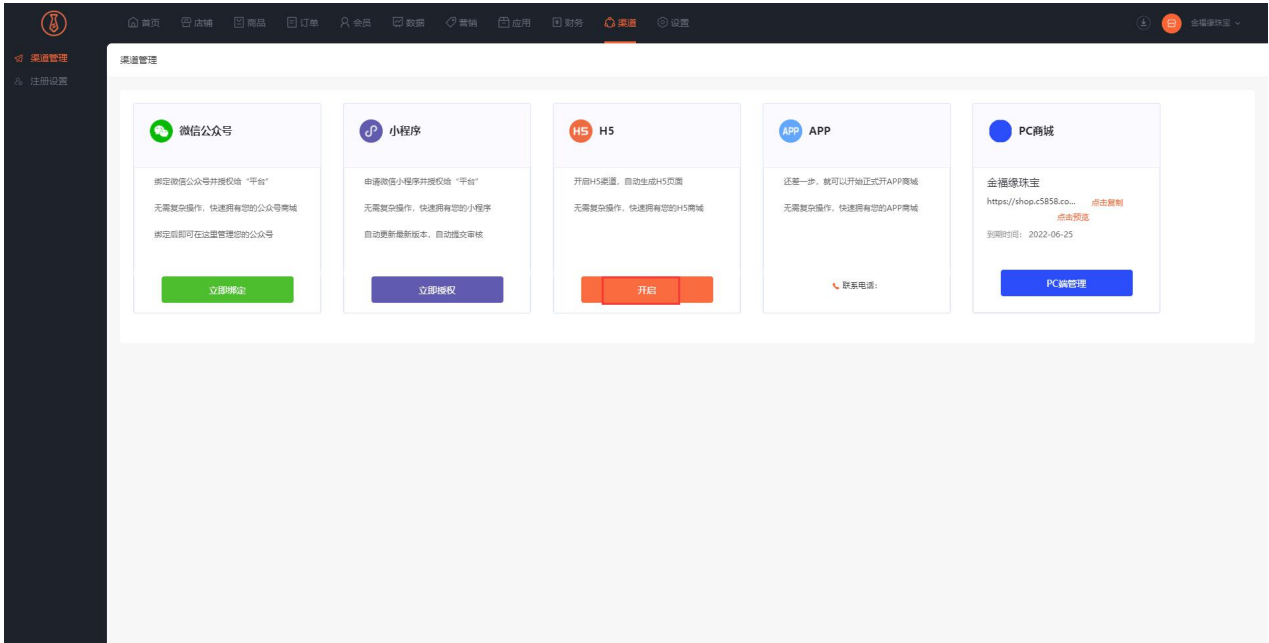 首页 店铺 商品 订单 会员 数据 营销 应用 财务 渠道 设置 金福缘珠宝
渠道管理
注册设置
渠道管理
微信公众号
绑定微信公众号并授权给“平台”
无需复杂操作，快速拥有您的公众号商城
绑定后即可在这里管理您的公众号
立即绑定
小程序
申请微信小程序并授权给“平台”
无需复杂操作，快速拥有您的小程序
自动更新最新版本，自动提交审核
立即授权
H5 H5
开启H5渠道，自动生成H5页面
无需复杂操作，快速拥有您的H5商城
开启
APP APP
还差一步，就可以开始正式开APP商城
无需复杂操作，快速拥有您的APP商城
联系电话：
PC商城
金福缘珠宝
https://shop.c5858.co... 点击复制
点击预览
到期时间： 2022-06-25
PC端管理